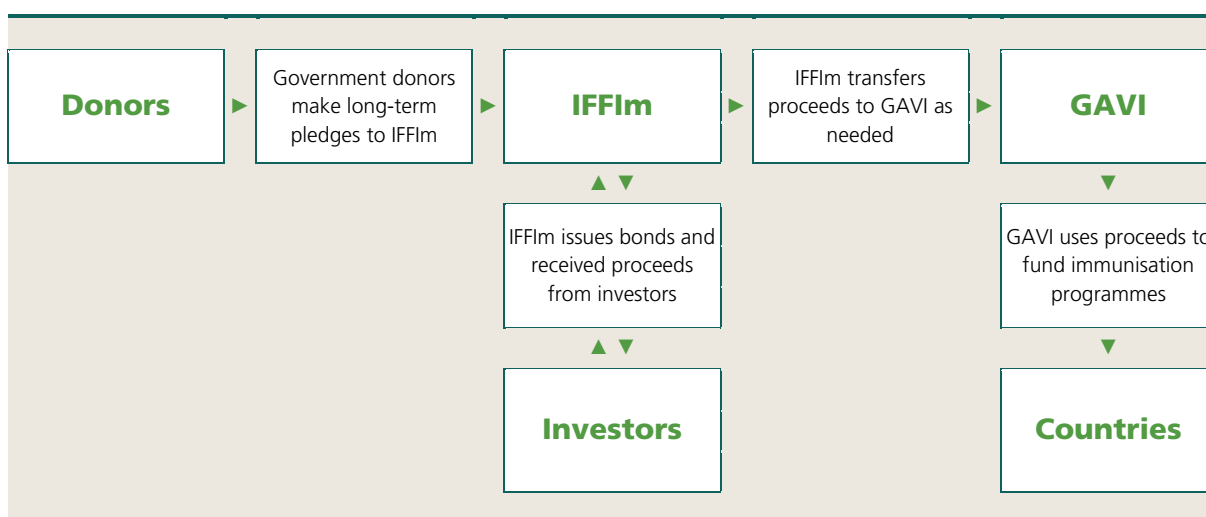 Donors
Government donors
make long-term
pledges to IFFIm
IFFIm
IFFIm transfers
proceeds to GAVI as
needed
GAVI
IFFIm issues bonds and
received proceeds
from investors
GAVI uses proceeds to
fund immunisation
programmes
Investors
Countries